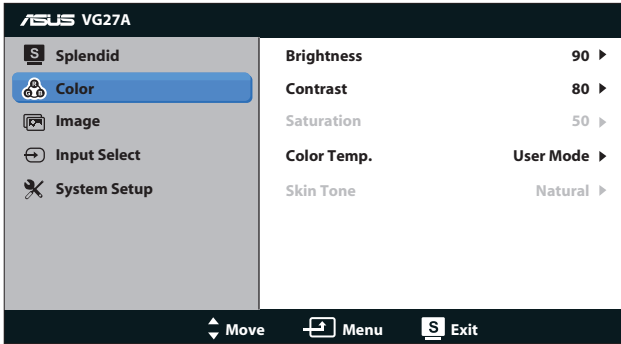 ASUS VG27A
S Splendid
R G B Color
Image
Input Select
System Setup
Brightness 90
Contrast 80
Saturation 50
Color Temp. User Mode
Skin Tone Natural
Move Menu S Exit